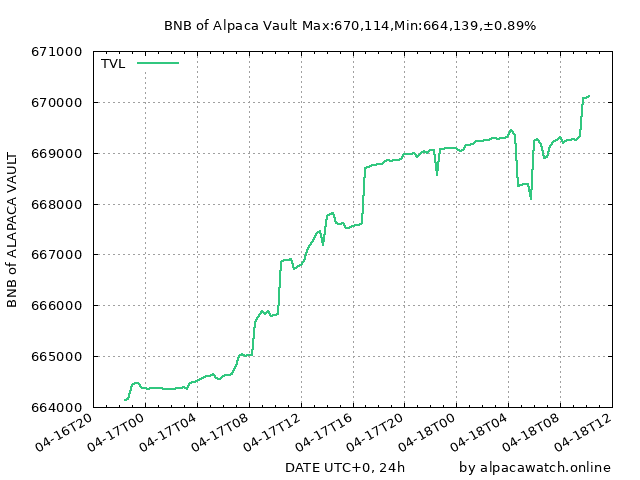 BNB of Alpaca Vault Max:670,114,Min:664,139,±0.89%
TVL
BNB of ALAPACA VAULT
671000
670000
669000
668000
667000
666000
665000
664000
04-16T20
04-17T00
04-17T04
04-17T08
04-17T12
04-17T16
04-17T20
04-18T00
04-18T04
04-18T08
04-18T12
DATE UTC+0, 24h
by alpacawatch.online